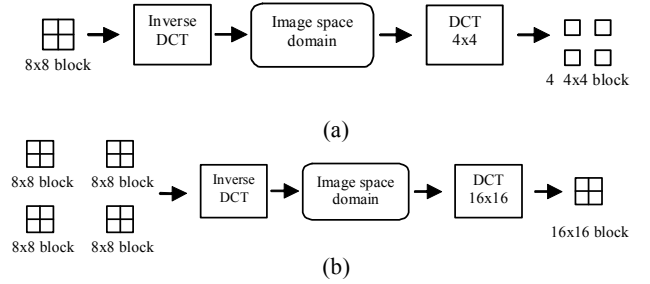 Inverse
DCT
Image space
domain
DCT
4x4
8x8 block
4 4x4 block
(a)
8x8 block 8x8 block
Inverse
DCT
Image space
domain
DCT
16x16
8x8 block 8x8 block
16x16 block
(b)